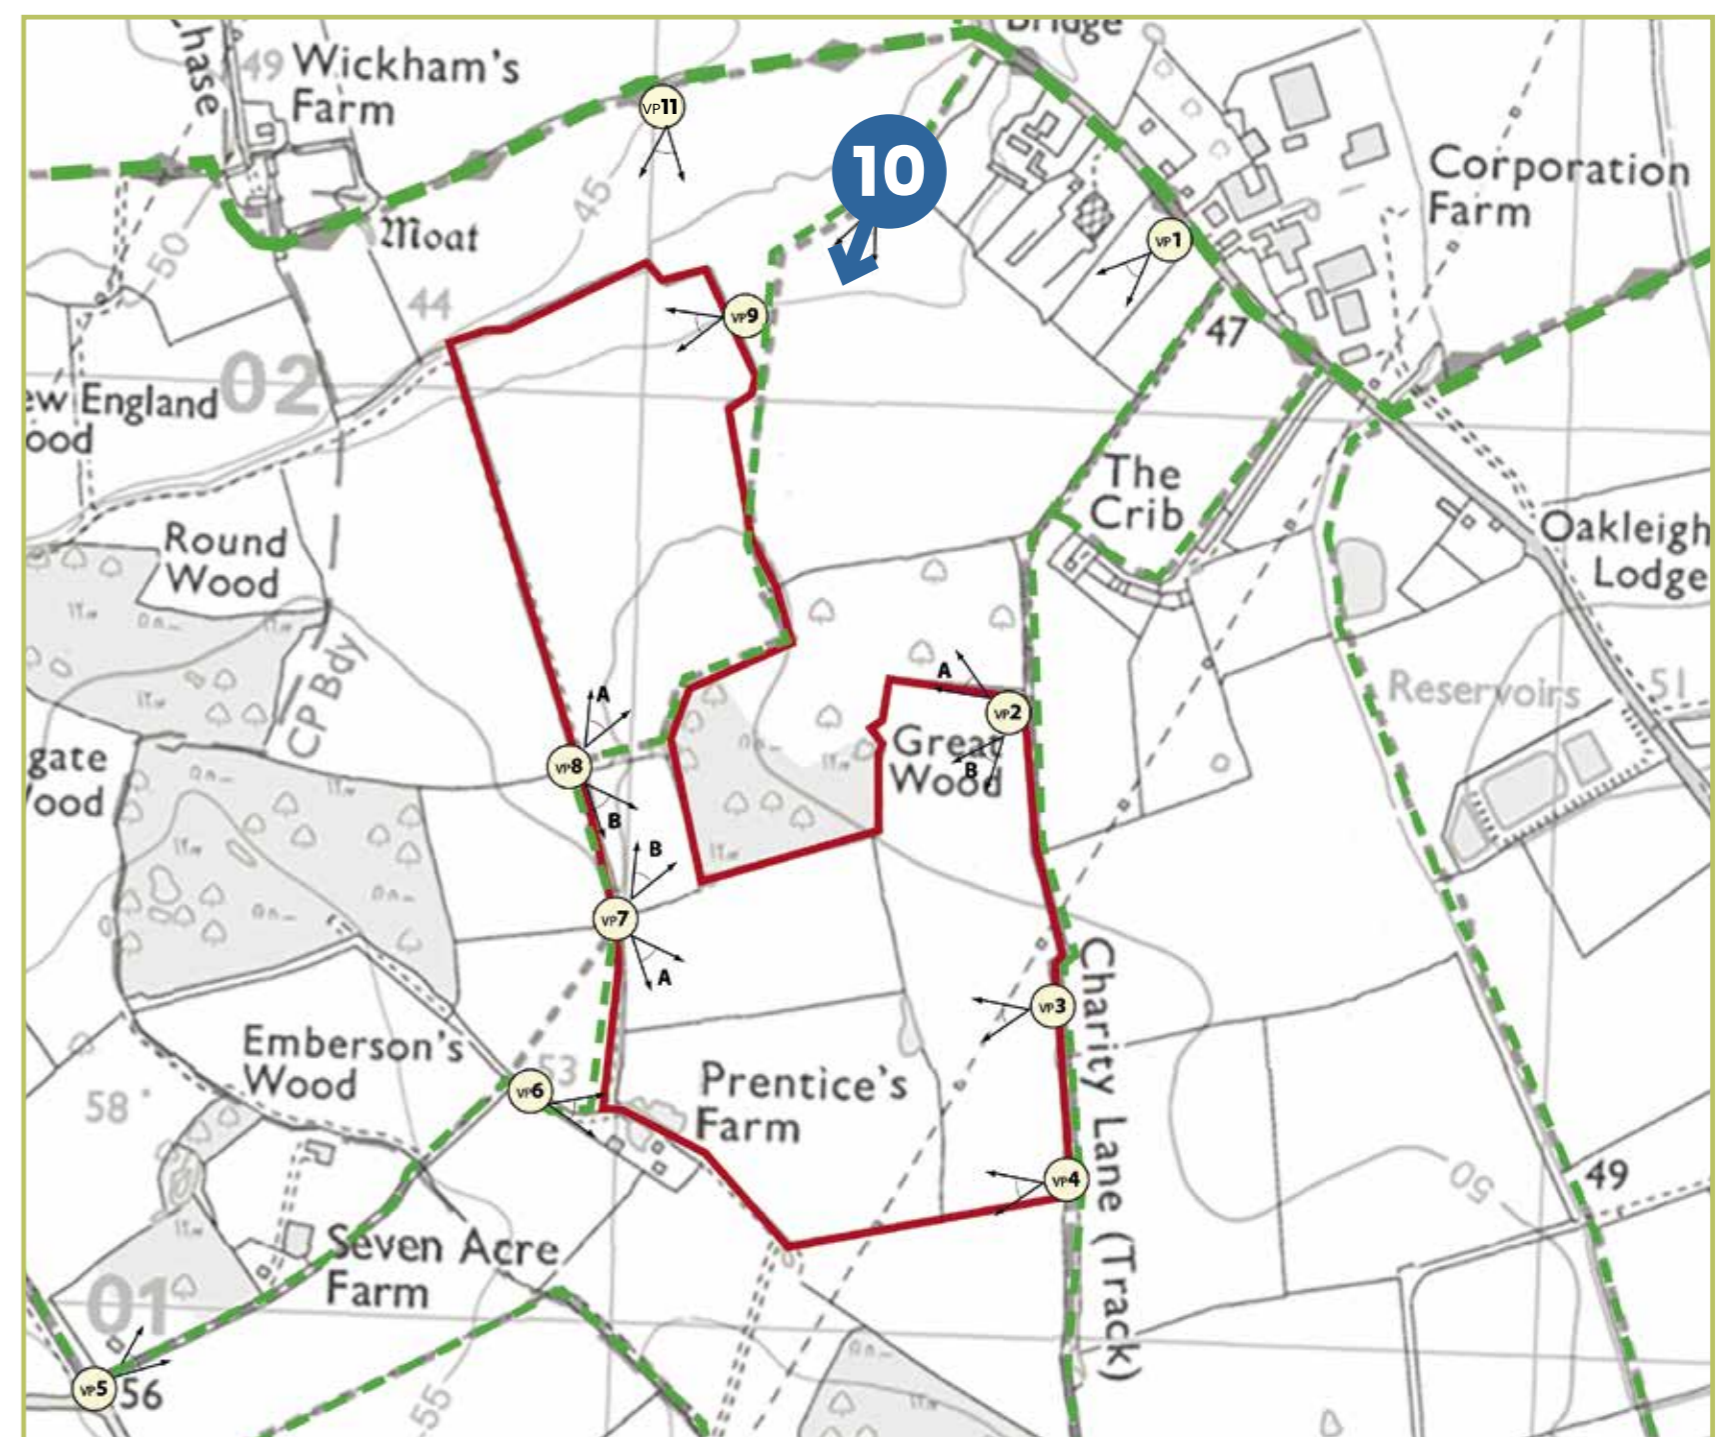 Chase
49
Wickham's
Farm
Bridge
VP11
10
Corporation
Farm
45
50
Moat
VP1
44
VP9
47
02
ew England
ood
The
Crib
Oakleigh
Lodge
Round
Wood
CP Bdy
A
A
VP2
Reservoirs
51
Great
Wood
B
gate
ood
VP8
B
B
VP7
A
Charity Lane (Track)
VP3
Emberson's
Wood
53
58
VP6
Prentice's
Farm
VP4
50
49
Seven Acre
Farm
01
VP5
56
55